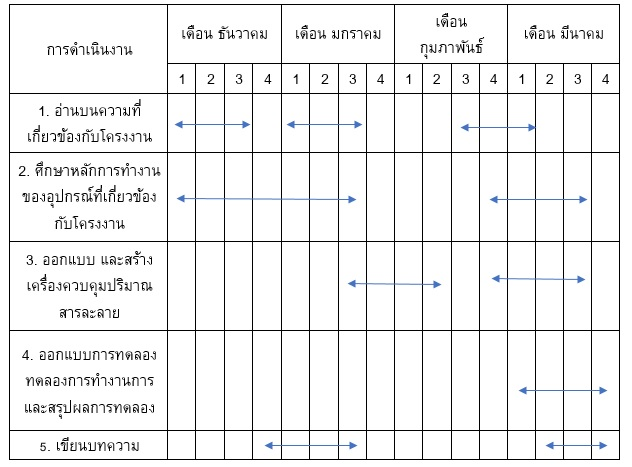 การดำเนินงาน
เดือน ธันวาคม
เดือน มกราคม
เดือน
กุมภาพันธ์
เดือน มีนาคม
1 2 3 4 1 2 3 4 1 2 3 4 1 2 3 4
1. อ่านบนความที่
เกี่ยวข้องกับโครงงาน
2. ศึกษาหลักการทำงาน
ของอุปกรณ์ที่เกี่ยวข้อง
กับโครงงาน
3. ออกแบบ และสร้าง
เครื่องควบคุมปริมาณ
สารละลาย
4. ออกแบบการทดลอง
ทดลองการทำงานการ
และสรุปผลการทดลอง
5. เขียนบทความ